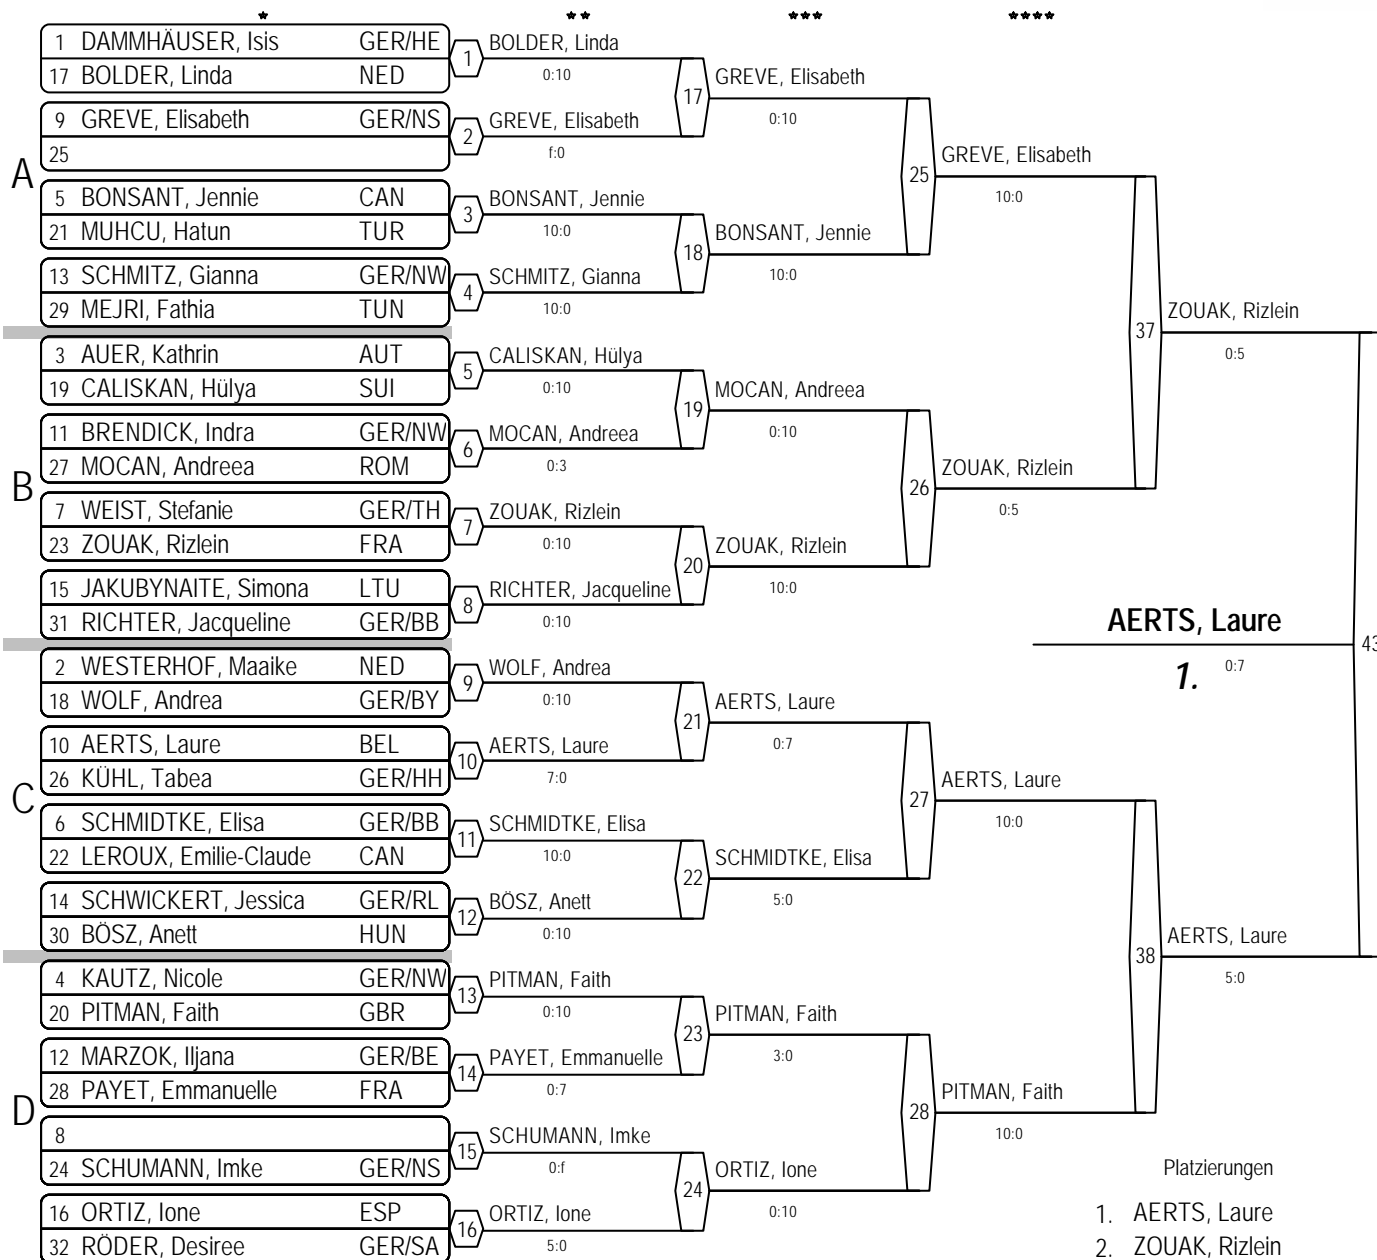 * ** *** ****
1 DAMMHÄUSER, Isis GER/HE
17 BOLDER, Linda NED
9 GREVE, Elisabeth GER/NS
25
A
5 BONSANT, Jennie CAN
21 MUHCU, Hatun TUR
13 SCHMITZ, Gianna GER/NW
29 MEJRI, Fathia TUN
3 AUER, Kathrin AUT
19 CALISKAN, Hülya SUI
11 BRENDICK, Indra GER/NW
27 MOCAN, Andreea ROM
B
7 WEIST, Stefanie GER/TH
23 ZOUAK, Rizlein FRA
15 JAKUBYNAITE, Simona LTU
31 RICHTER, Jacqueline GER/BB
2 WESTERHOF, Maaike NED
18 WOLF, Andrea GER/BY
10 AERTS, Laure BEL
26 KÜHL, Tabea GER/HH
C
6 SCHMIDTKE, Elisa GER/BB
22 LEROUX, Emilie-Claude CAN
14 SCHWICKERT, Jessica GER/RL
30 BÖSZ, Anett HUN
4 KAUTZ, Nicole GER/NW
20 PITMAN, Faith GBR
12 MARZOK, Iljana GER/BE
28 PAYET, Emmanuelle FRA
D
8
24 SCHUMANN, Imke GER/NS
16 ORTIZ, Ione ESP
32 RÖDER, Desiree GER/SA
1 BOLDER, Linda
0:10
2 GREVE, Elisabeth
f:0
3 BONSANT, Jennie
10:0
4 SCHMITZ, Gianna
10:0
5 CALISKAN, Hülya
0:10
6 MOCAN, Andreea
0:3
7 ZOUAK, Rizlein
0:10
8 RICHTER, Jacqueline
0:10
9 WOLF, Andrea
0:10
10 AERTS, Laure
7:0
11 SCHMIDTKE, Elisa
10:0
12 BÖSZ, Anett
0:10
13 PITMAN, Faith
0:10
14 PAYET, Emmanuelle
0:7
15 SCHUMANN, Imke
0:f
16 ORTIZ, Ione
5:0
17 GREVE, Elisabeth
0:10
18 BONSANT, Jennie
10:0
19 MOCAN, Andreea
0:10
20 ZOUAK, Rizlein
10:0
21 AERTS, Laure
0:7
22 SCHMIDTKE, Elisa
5:0
23 PITMAN, Faith
3:0
24 ORTIZ, Ione
0:10
25 GREVE, Elisabeth
10:0
26 ZOUAK, Rizlein
0:5
27 AERTS, Laure
10:0
28 PITMAN, Faith
10:0
37 ZOUAK, Rizlein
0:5
38 AERTS, Laure
5:0
AERTS, Laure 43
1. 0:7
Platzierungen
1. AERTS, Laure
2. ZOUAK, Rizlein